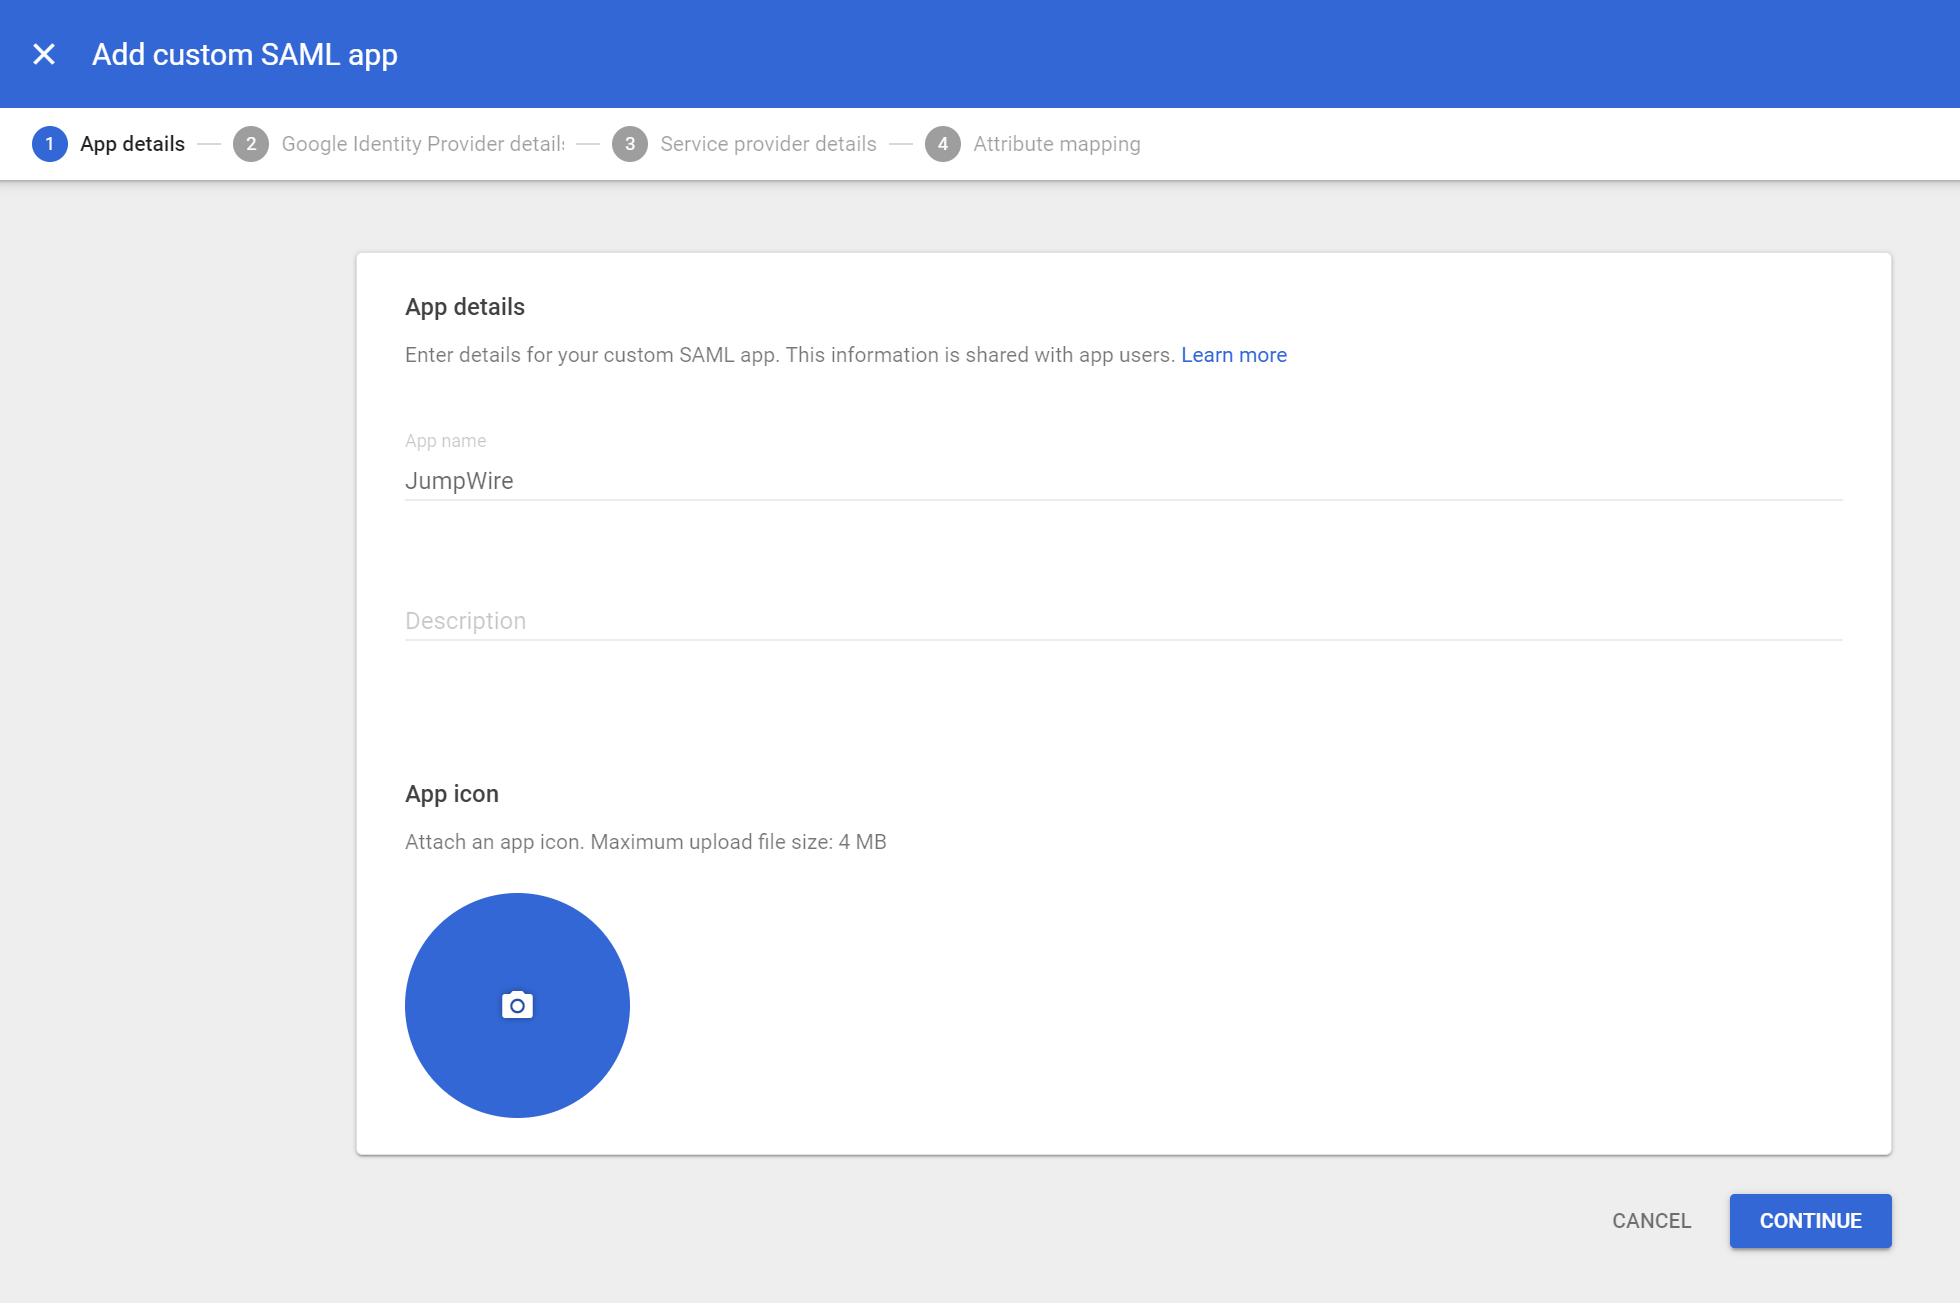 Add custom SAML app
1 App details 2 Google Identity Provider details 3 Service provider details 4 Attribute mapping
App details
Enter details for your custom SAML app. This information is shared with app users. Learn more
App name
JumpWire
Description
App icon
Attach an app icon. Maximum upload file size: 4 MB
CANCEL CONTINUE